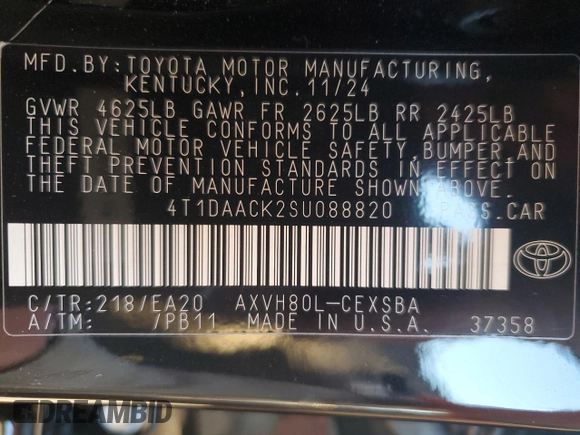 MFD.BY:TOYOTA MOTOR MANUFACTURING,
KENTUCKY, INC. 11/24
GVWR 4625LB GAWR FR 2625LB RR 2425LB
THIS VEHICLE CONFORMS TO ALL APPLICABLE
FEDERAL MOTOR VEHICLE SAFETY,BUMPER,AND
THEFT PREVENTION STANDARDS IN EFFECT ON
THE DATE OF MANUFACTURE SHOWN ABOVE.
4T1DAACK2SU088820 PASS.CAR
C/TR:218/EA20 AXVH80L-CEXSBA
A/TM: /PB11 MADE IN U.S.A. 37358
DREAMBID